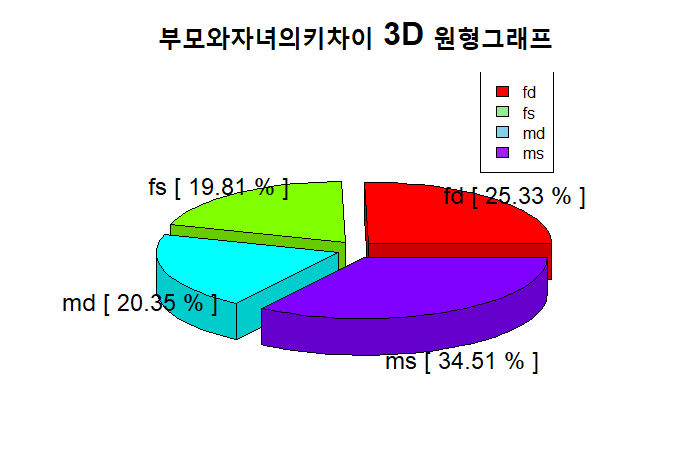 부모와자녀의키차이 3D 원형그래프
fd
fs
md
ms
fs [ 19.81 % ]
fd [ 25.33 % ]
md [ 20.35 % ]
ms [ 34.51 % ]